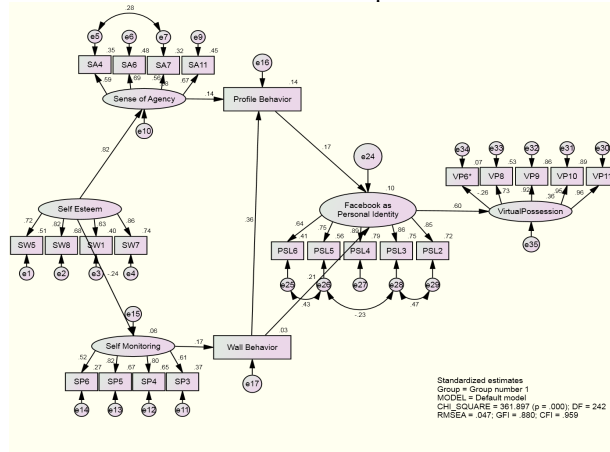 .28
e5 e6 e7 e9
.35 .48 .32 .45
SA4 SA6 SA7 SA11
.59 .69 .56 .67
e16
Sense of Agency .14 Profile Behavior .14
e10
.82 .17
e24
e34 e33 e32 e31 e30
.07 .53 .86 .89
VP6* VP8 VP9 VP10 VP11
-.26 .73 .92 .95 .96
.36 VirtualPossession
e35
.10
Facebook as
Personal Identity .60
Self Esteem
.36
.72 .82 .63 .86
.51 .68 .40 .74
SW5 SW8 SW1 SW7
e1 e2 e3 e4
-.24
.64 .75 .89 .86 .85
.41 .56 .79 .75 .72
PSL6 PSL5 PSL4 PSL3 PSL2
.21
e25 e26 e27 e28 e29
.43 -.23 .47
e15
.06
Self Monitoring .17 Wall Behavior .03
e17
.52 .82 .80 .61
.27 .67 .65 .37
SP6 SP5 SP4 SP3
e14 e13 e12 e11
Standardized estimates
Group = Group number 1
MODEL = Default model
CHI_SQUARE = 361.897 (p = .000); DF = 242
RMSEA = .047; GFI = .880; CFI = .959